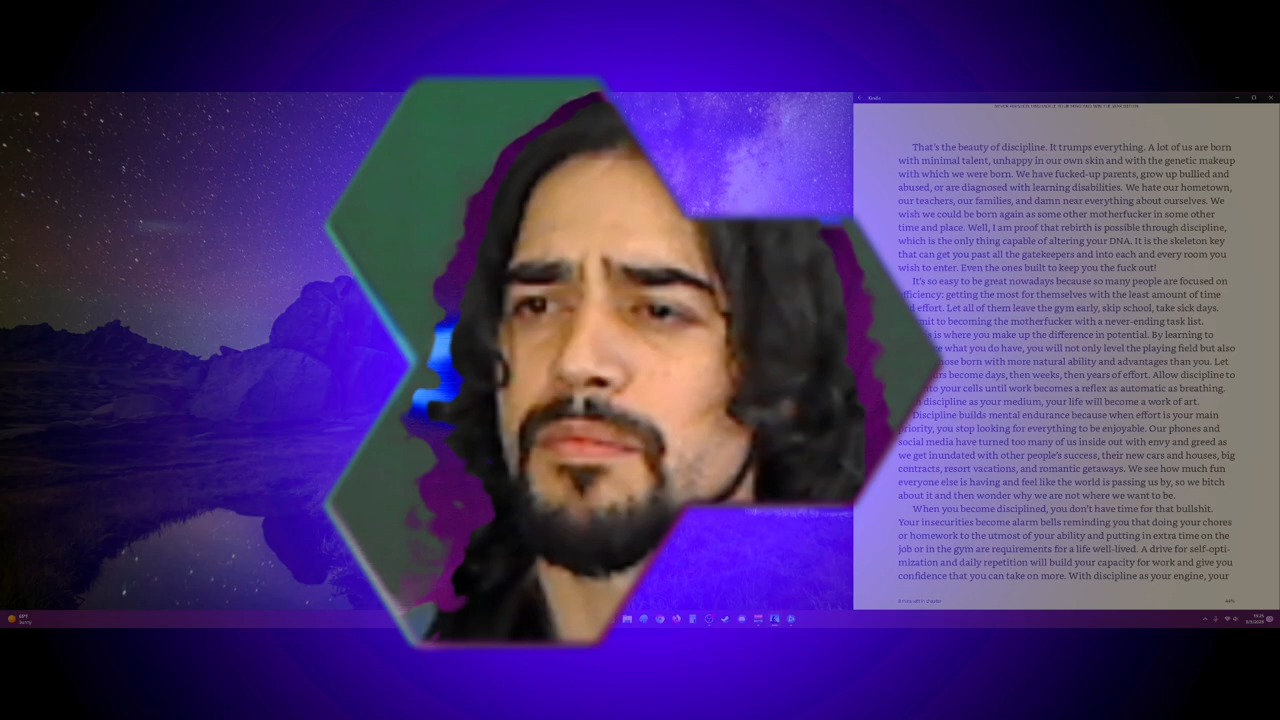 Kindle
That's the beauty of discipline. It trumps everything. A lot of us are born
with minimal talent, unhappy in our own skin and with the genetic makeup
with which we were born. We have fucked-up parents, grow up bullied and
abused, or are diagnosed with learning disabilities. We hate our hometown,
our teachers, our families, and damn near everything about ourselves. We
wish we could be born again as some other motherfucker in some other
time and place. Well, I am proof that rebirth is possible through discipline,
which is the only thing capable of altering your DNA. It is the skeleton key
that can get you past all the gatekeepers and into each and every room you
wish to enter. Even the ones built to keep you the fuck out!
It's so easy to be great nowadays because so many people are focused on
efficiency: getting the most for themselves with the least amount of time
effort. Let all of them leave the gym early, skip school, take sick days.
mit to becoming the motherfucker with a never-ending task list.
is where you make up the difference in potential. By learning to
what you do have, you will not only level the playing field but also
ose born with more natural ability and advantages than you. Let
rs become days, then weeks, then years of effort. Allow discipline to
nto your cells until work becomes a reflex as automatic as breathing.
discipline as your medium, your life will become a work of art.
Discipline builds mental endurance because when effort is your main
priority, you stop looking for everything to be enjoyable. Our phones and
social media have turned too many of us inside out with envy and greed as
we get inundated with other people's success, their new cars and houses, big
contracts, resort vacations, and romantic getaways. We see how much fun
everyone else is having and feel like the world is passing us by, so we bitch
about it and then wonder why we are not where we want to be.
When you become disciplined, you don't have time for that bullshit.
Your insecurities become alarm bells reminding you that doing your chores
or homework to the utmost of your ability and putting in extra time on the
job or in the gym are requirements for a life well-lived. A drive for self-opti-
mization and daily repetition will build your capacity for work and give you
confidence that you can take on more. With discipline as your engine, your
Sunny